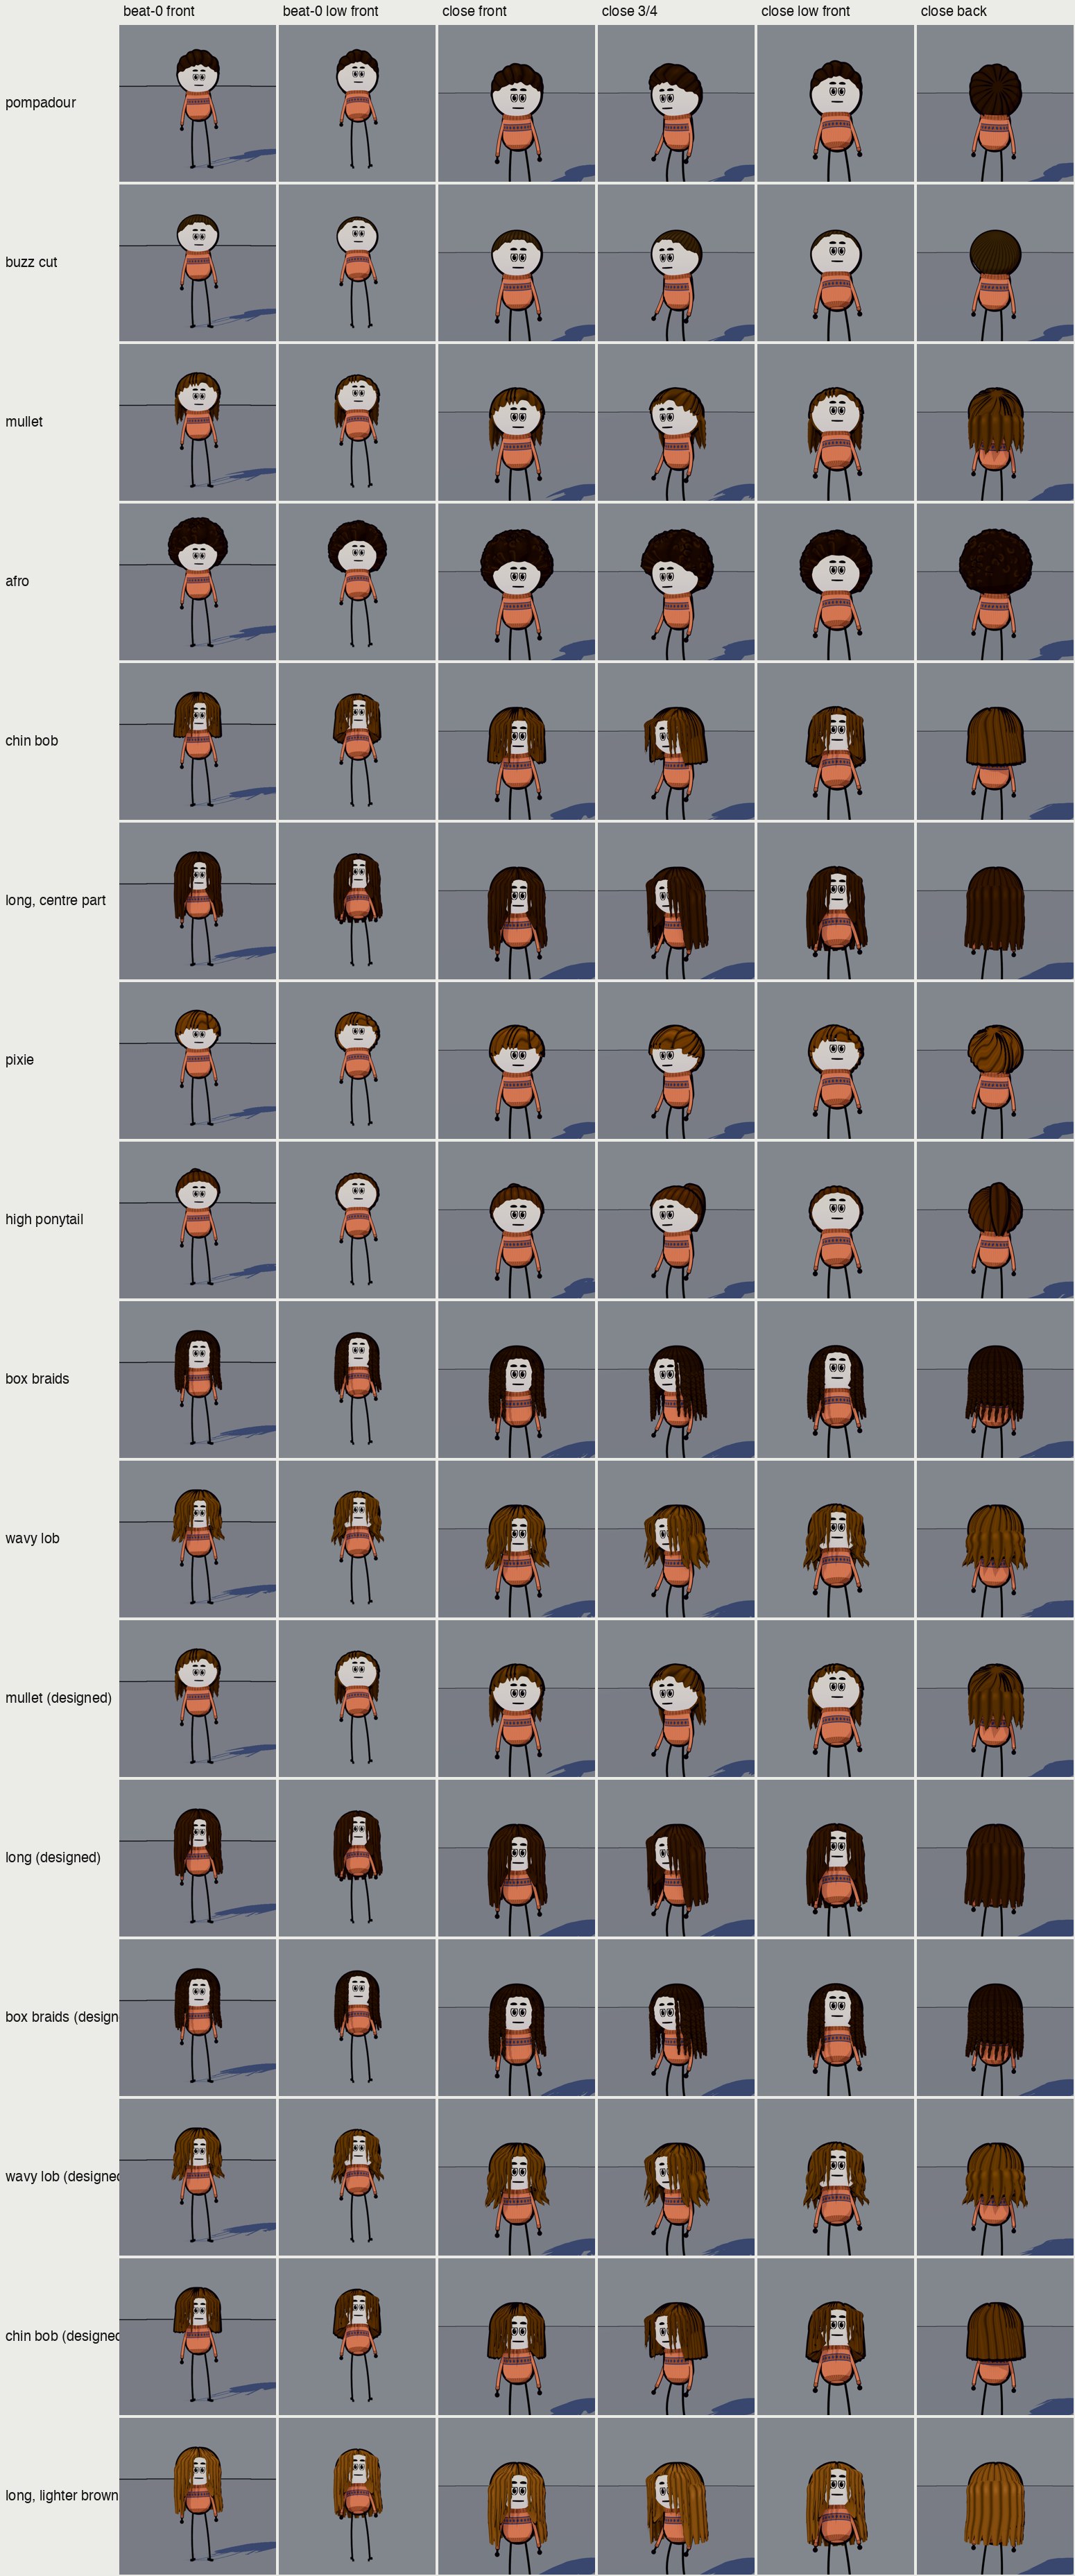 beat-0 front beat-0 low front close front close 3/4 close low front close back
pompadour
buzz cut
mullet
afro
chin bob
long, centre part
pixie
high ponytail
box braids
wavy lob
mullet (designed)
long (designed)
box braids (design
wavy lob (designed
chin bob (designed
long, lighter brown